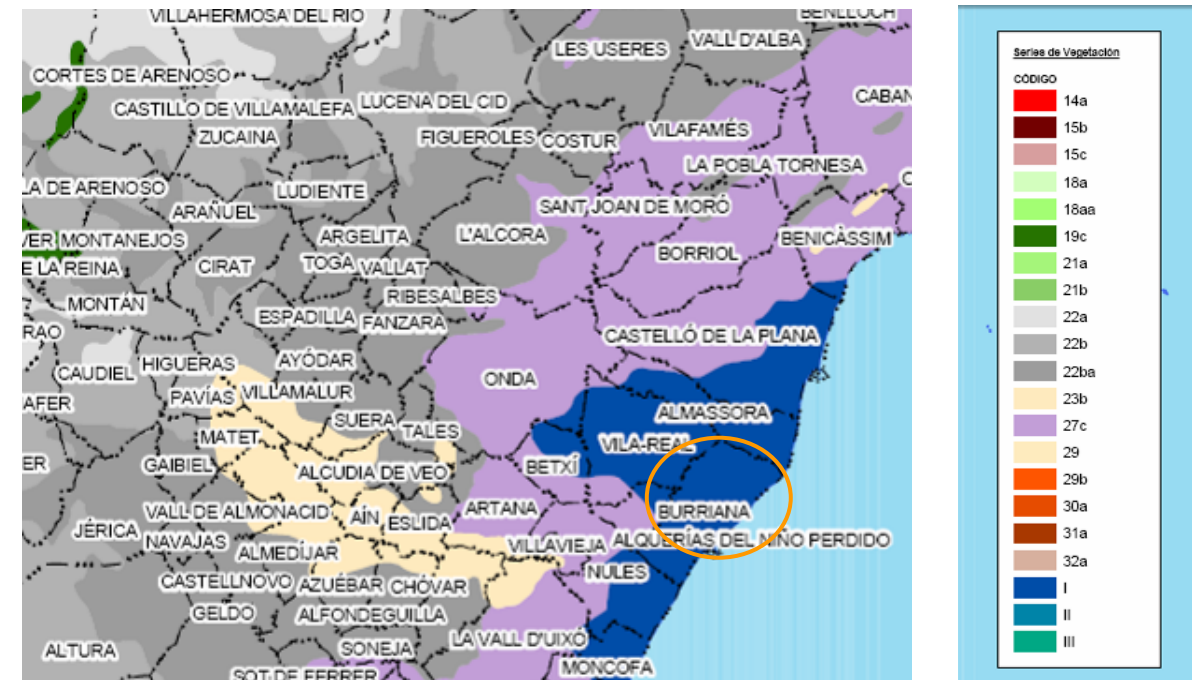 VILLAHERMOSA DEL RÍO
BENLLOCH
LES USERES
VALL D'ALBA
CORTES DE ARENOSO
CABAN
CASTILLO DE VILLAMALEFA
LUCENA DEL CID
ZUCAINA
FIGUEROLES
COSTUR
VILAFAMÉS
LA POBLA TORNESA
LA DE ARENOSO
LUDIENTE
ARAÑUEL
SANT JOAN DE MORÓ
VER
MONTANEJOS
ARGELITA
L'ALCORA
BENICÀSSIM
E LA REINA
CIRAT
TOGA
VALLAT
BORRIOL
MONTÁN
RIBESALBES
RAO
ESPADILLA
FANZARA
CASTELLÓ DE LA PLANA
CAUDIEL
HIGUERAS
AYÓDAR
ONDA
AFER
PAVÍAS
VILLAMALUR
SUERA
TALES
ALMASSORA
MATET
VILA-REAL
ER
GAIBIEL
ALCUDIA DE VEO
BETXÍ
VALL DE ALMONACID
AÍN
ESLIDA
ARTANA
BURRIANA
JÉRICA
NAVAJAS
ALMEDÍJAR
VILLAVIEJA
ALQUERÍAS DEL NIÑO PERDIDO
CASTELLNOVO
AZUÉBAR
CHÓVAR
NULES
GELDO
ALFONDEGUILLA
ALTURA
SONEJA
LA VALL D'UIXÓ
SOT DE FERRER
MONCOFA
Series de Vegetación
CÓDIGO
14a
15b
15c
18a
18aa
19c
21a
21b
22a
22b
22ba
23b
27c
29
29b
30a
31a
32a
I
II
III